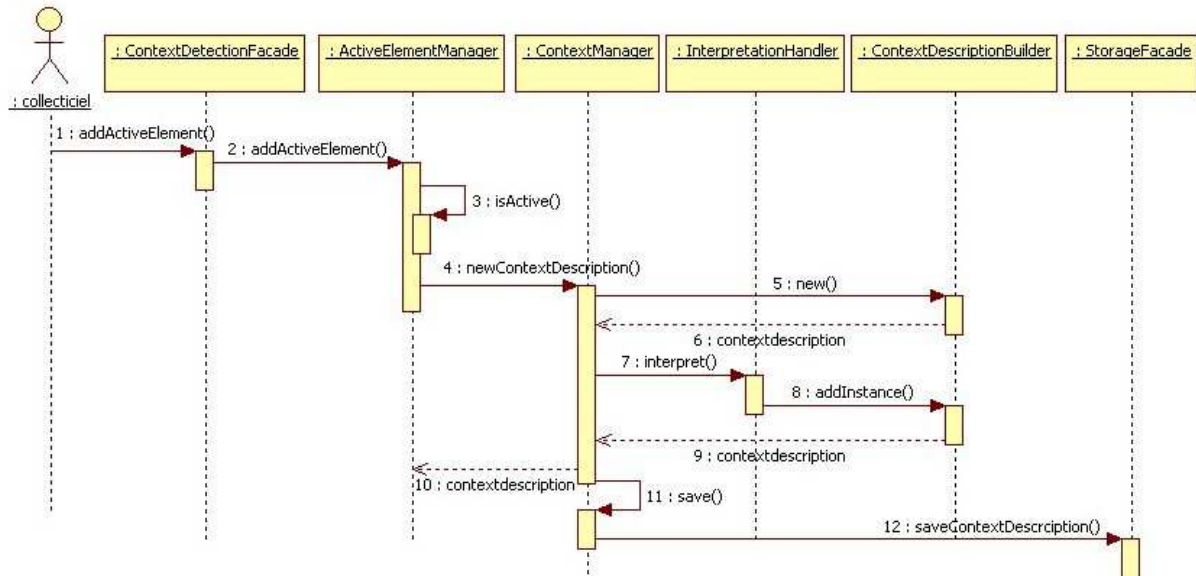 : ContextDetectionFacade
: ActiveElementManager
: ContextManager
: InterpretationHandler
: ContextDescriptionBuilder
: StorageFacade
: collecticiel
1 : addActiveElement()
2 : addActiveElement()
3 : isActive()
4 : newContextDescription()
5 : new()
6 : contextdescription
7 : interpret()
8 : addInstance()
9 : contextdescription
10 : contextdescription
11 : save()
12 : saveContextDescrciption()